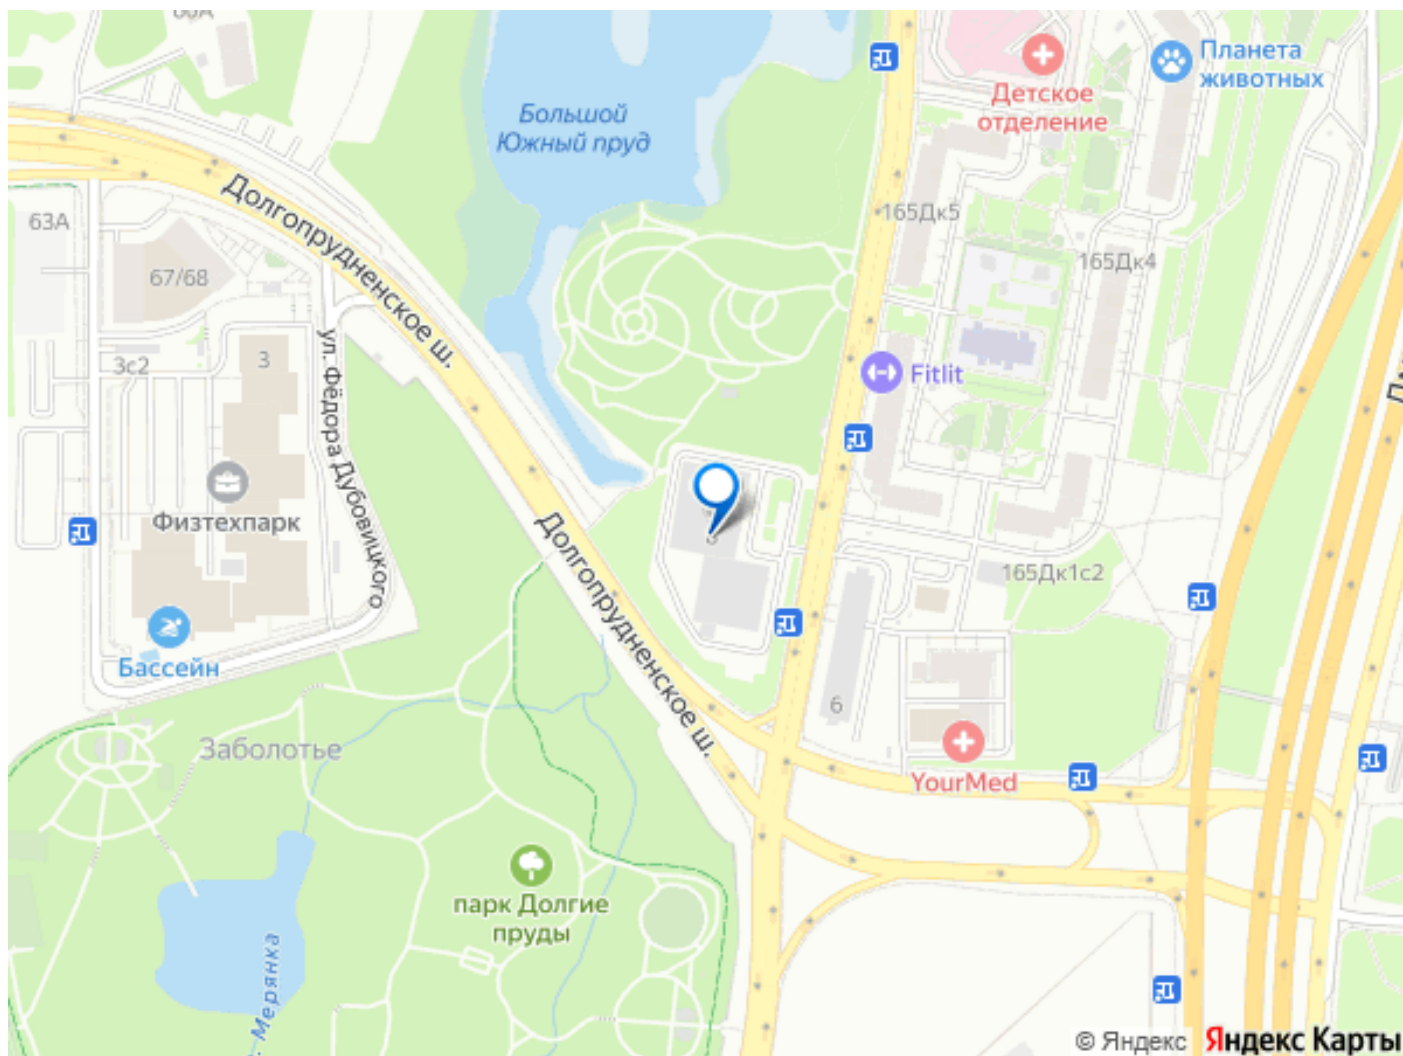 Большой
Южный пруд
Планета
животных
Детское
отделение
Долгопрудненское ш.
63А
67/68
165Дк5
165Дк4
3с2
3
ул. Фёдора Дубовицкого
Fitlit
Физтехпарк
Долгопрудненское ш.
165Дк1с2
Бассейн
6
Заболотье
YourMed
парк Долгие
пруды
Мерянка
© Яндекс
Яндекс Карты